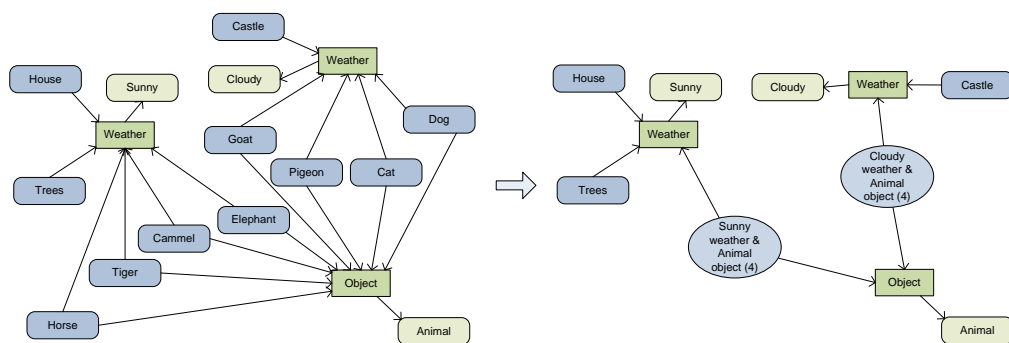 Castle
Weather
House
Sunny
Cloudy
Dog
Weather
Goat
Pigeon
Cat
Trees
Elephant
Cammel
Tiger
Object
Horse
Animal
House
Sunny
Cloudy
Weather
Castle
Weather
Cloudy
weather &
Animal
object (4)
Trees
Sunny
weather &
Animal
object (4)
Object
Animal